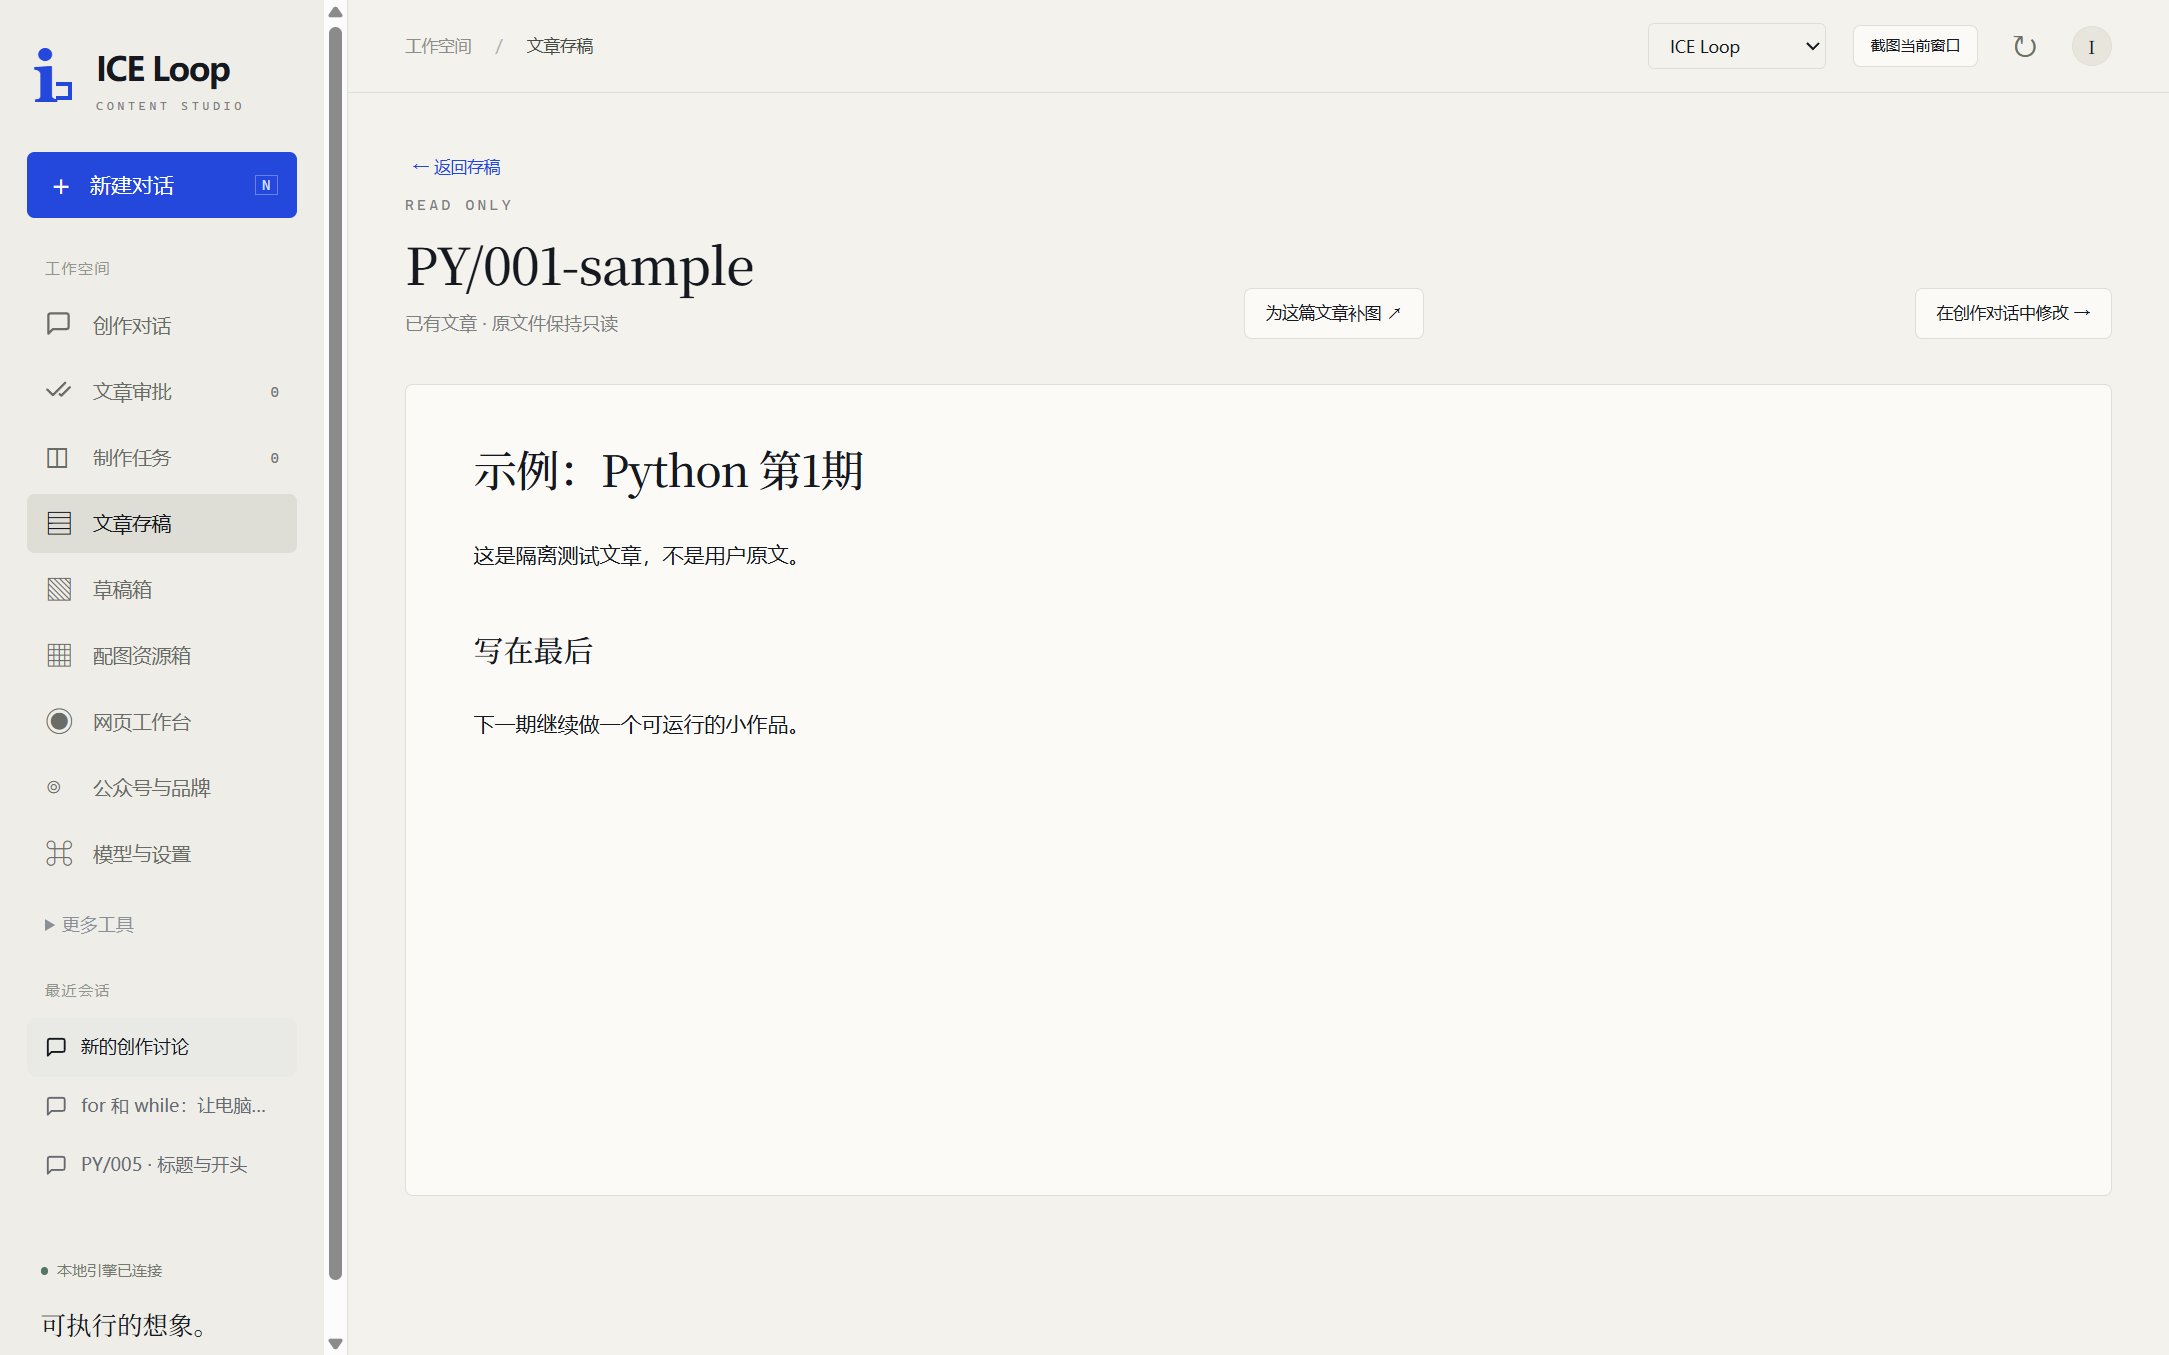 ICE Loop
CONTENT STUDIO
+ 新建对话 N
工作空间
创作对话
文章审批 0
制作任务 0
文章存稿
草稿箱
配图资源箱
网页工作台
公众号与品牌
模型与设置
更多工具
最近会话
新的创作讨论
for 和 while：让电脑...
PY/005 · 标题与开头
本地引擎已连接
可执行的想象。
工作空间 / 文章存稿
ICE Loop
截图当前窗口
I
← 返回存稿
READ ONLY
PY/001-sample
已有文章 · 原文件保持只读
为这篇文章补图 ↗
在创作对话中修改 →
示例：Python 第1期
这是隔离测试文章，不是用户原文。
写在最后
下一期继续做一个可运行的小作品。